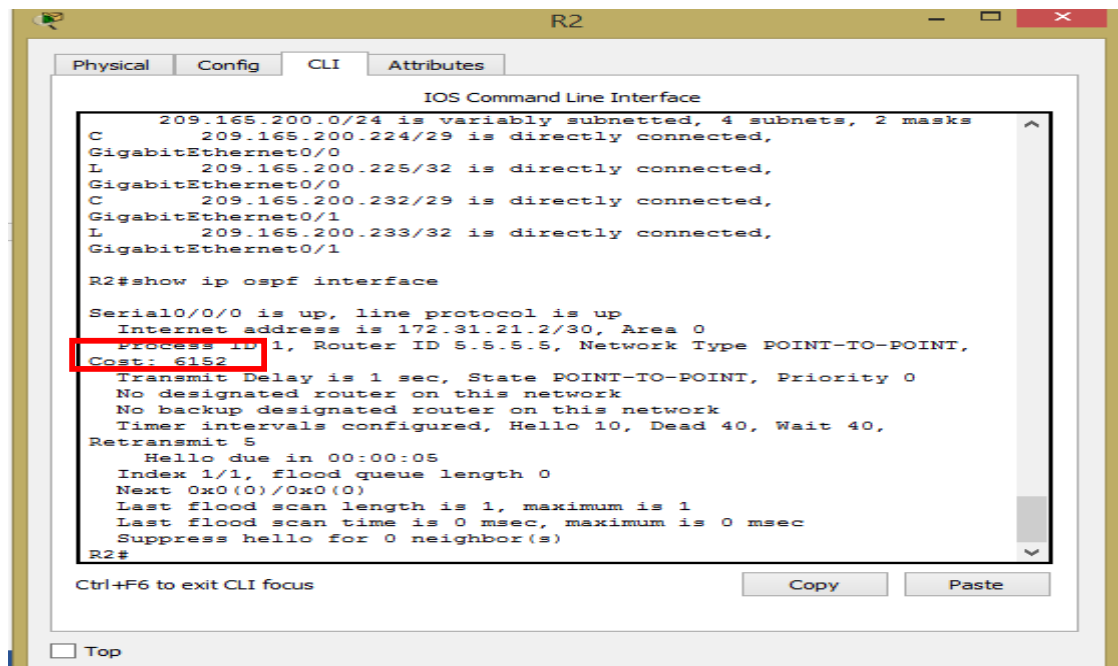 R2
Physical Config CLI Attributes
IOS Command Line Interface
209.165.200.0/24 is variably subnetted, 4 subnets, 2 masks
C 209.165.200.224/29 is directly connected,
GigabitEthernet0/0
L 209.165.200.225/32 is directly connected,
GigabitEthernet0/0
C 209.165.200.232/29 is directly connected,
GigabitEthernet0/1
L 209.165.200.233/32 is directly connected,
GigabitEthernet0/1
R2#show ip ospf interface
Serial0/0/0 is up, line protocol is up
Internet address is 172.31.21.2/30, Area 0
Process ID 1, Router ID 5.5.5.5, Network Type POINT-TO-POINT,
Cost: 6152
Transmit Delay is 1 sec, State POINT-TO-POINT, Priority 0
No designated router on this network
No backup designated router on this network
Timer intervals configured, Hello 10, Dead 40, Wait 40,
Retransmit 5
Hello due in 00:00:05
Index 1/1, flood queue length 0
Next 0x0(0)/0x0(0)
Last flood scan length is 1, maximum is 1
Last flood scan time is 0 msec, maximum is 0 msec
Suppress hello for 0 neighbor(s)
R2#
Ctrl+F6 to exit CLI focus
Copy Paste
Top